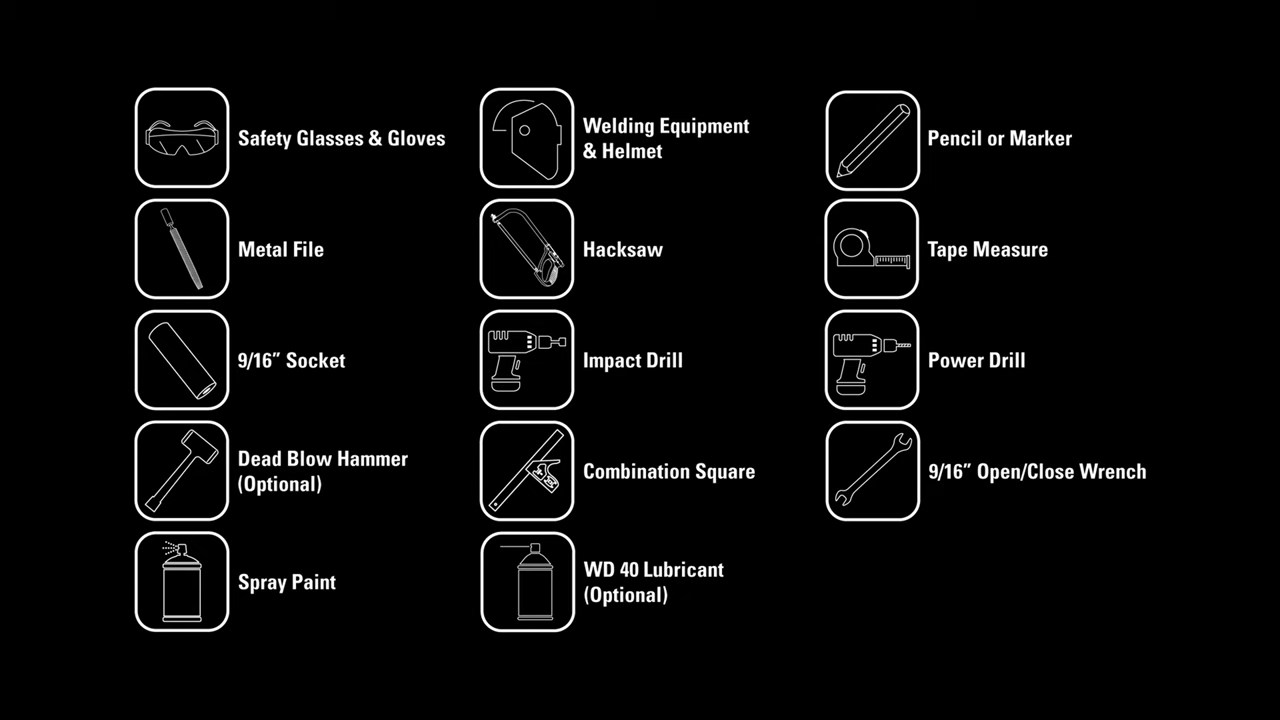 Safety Glasses & Gloves
Welding Equipment
& Helmet
Pencil or Marker
Metal File
Hacksaw
Tape Measure
9/16” Socket
Impact Drill
Power Drill
Dead Blow Hammer
(Optional)
Combination Square
9/16” Open/Close Wrench
Spray Paint
WD 40 Lubricant
(Optional)